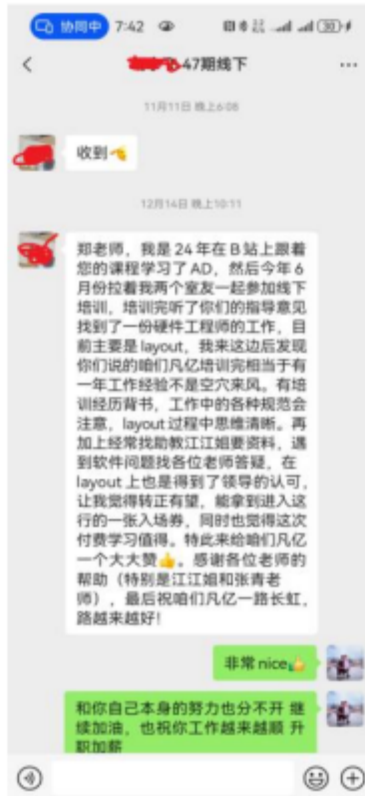 协同中 7:42
30
47期线下
11月11日 晚上6:08
收到
12月14日 晚上10:11
郑老师，我是24年在B站上跟着
您的课程学习了AD，然后今年6
月份拉着我两个室友一起参加线下
培训，培训完听了你们的指导意见
找到了一份硬件工程师的工作，目
前主要是layout，我来这边后发现
你们说的咱们凡亿培训完相当于有
一年工作经验不是空穴来风。有培
训经历背书，工作中的各种规范会
注意，layout过程中思维清晰。再
加上经常找助教江江姐要资料，遇
到软件问题找各位老师答疑，在
layout上也是得到了领导的认可，
让我觉得转正有望，能拿到进入这
行的一张入场券，同时也觉得这次
付费学习值得。特此来给咱们凡亿
一个大大赞👍。感谢各位老师的
帮助（特别是江江姐和张青老
师），最后祝咱们凡亿一路长虹，
路越来越好！
非常nice👍
和你自己本身的努力也分不开 继
续加油，也祝你工作越来越顺 升
职加薪